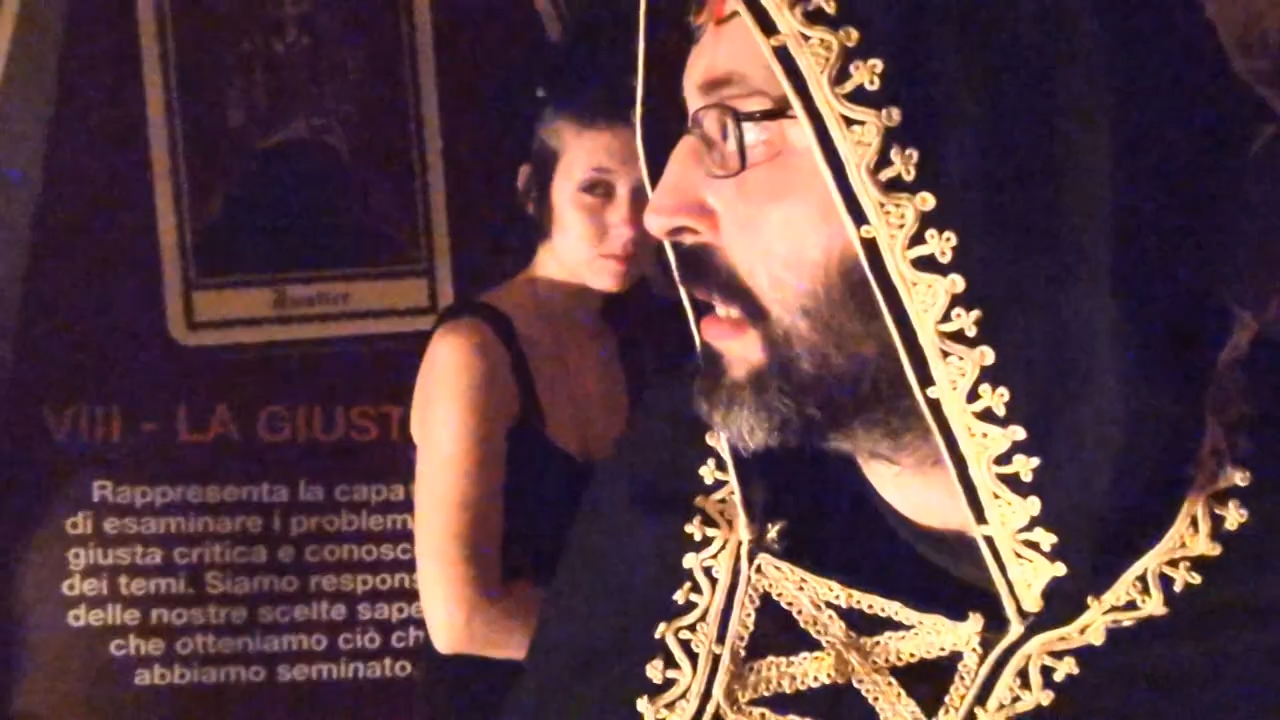 Justice
VIII - LA GIUST
Rappresenta la capa
di esaminare i problem
giusta critica e conosc
dei temi. Siamo respons
delle nostre scelte sape
che otteniamo ciò ch
abbiamo seminato